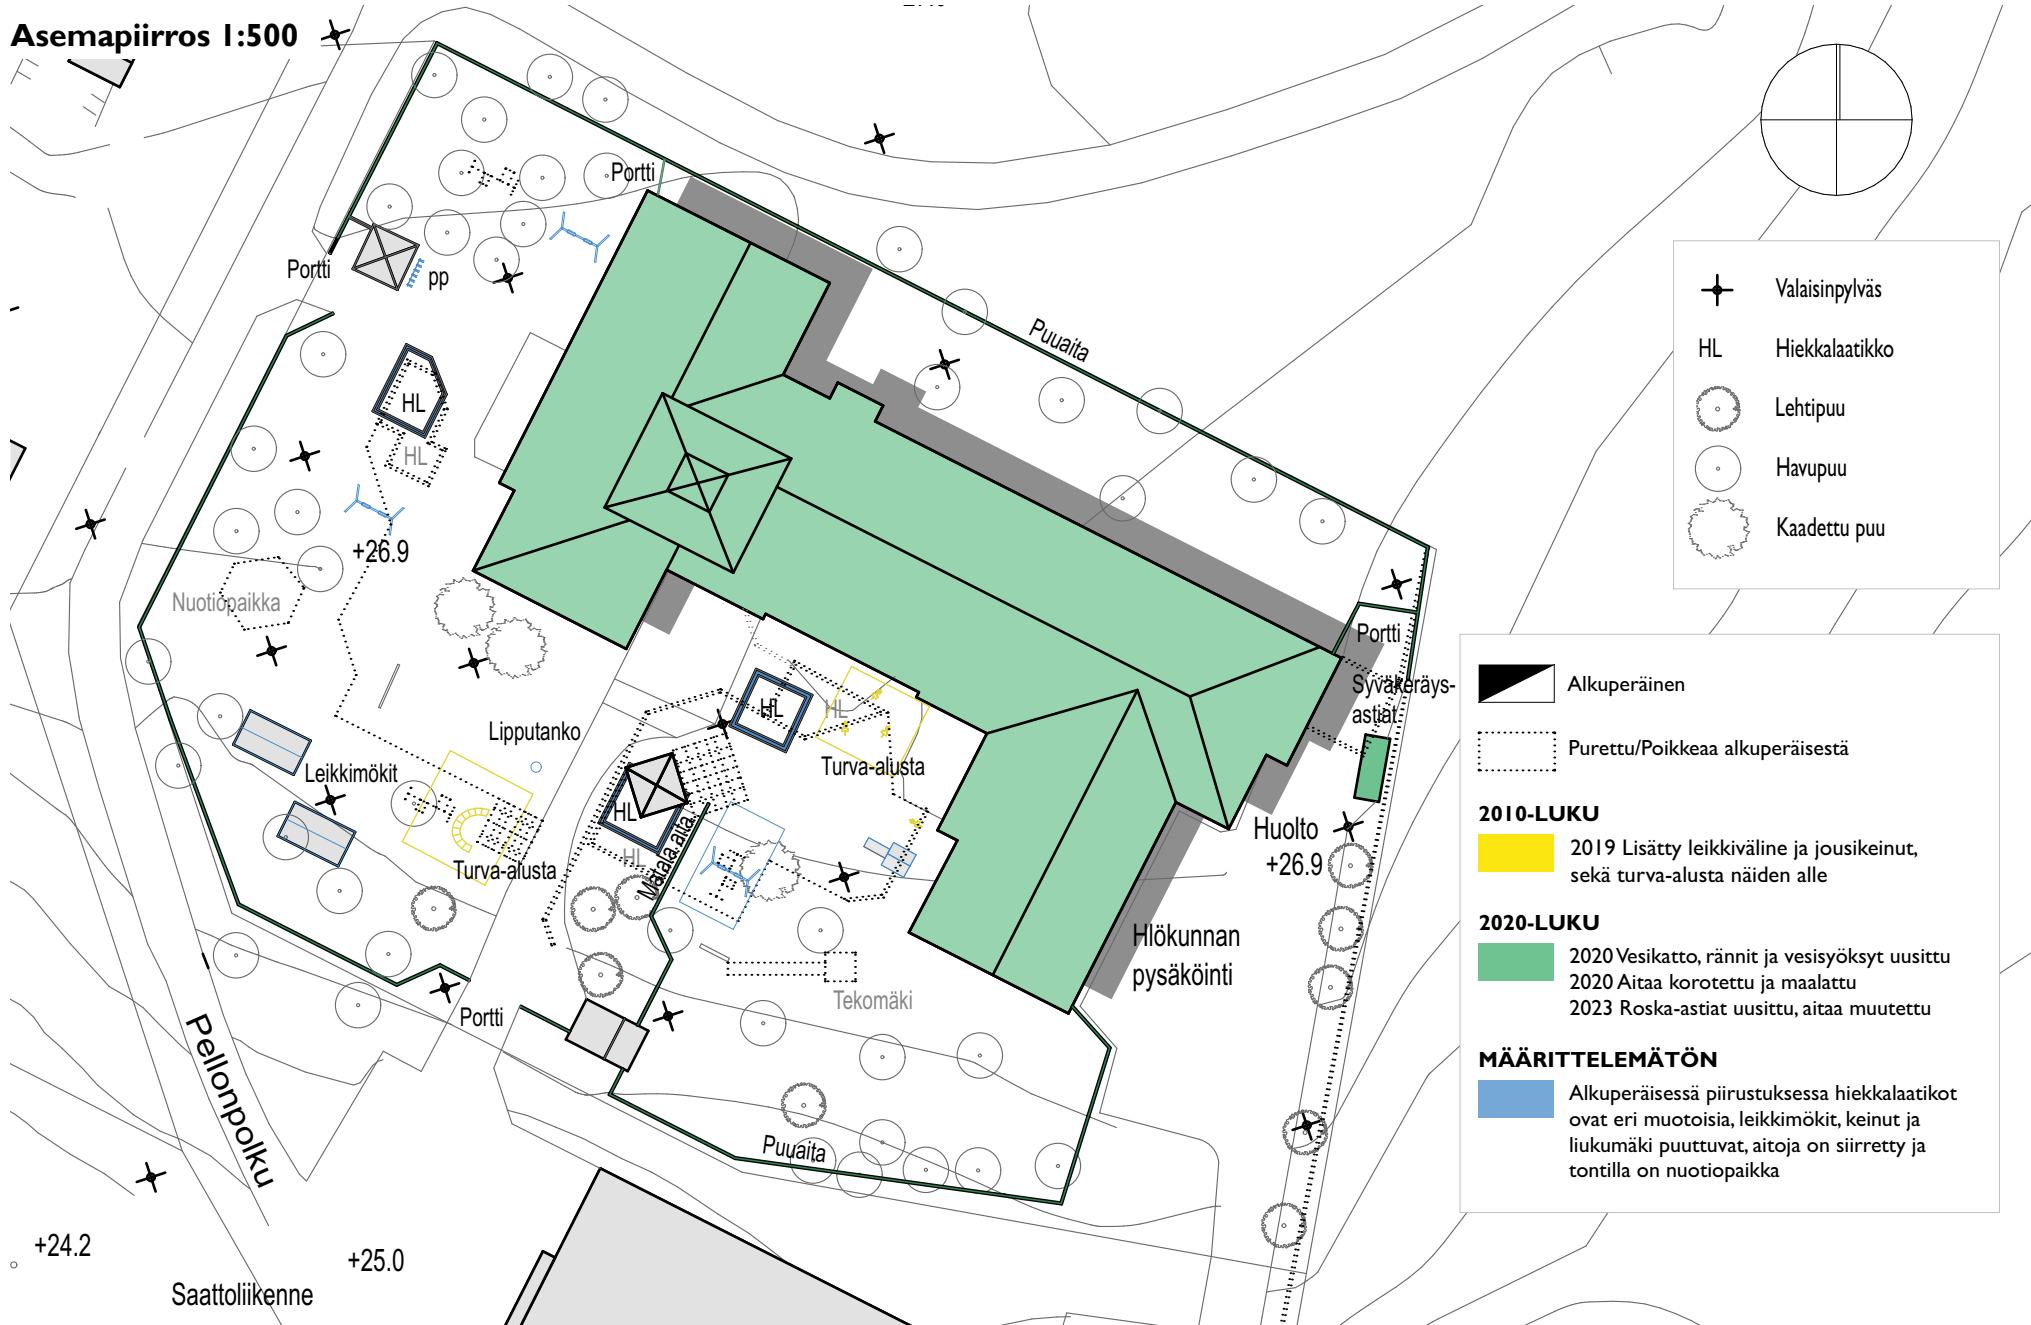 Asemapiirros 1:500
Portti
Portti
pp
Puuaita
HL
HL
+26.9
Nuotiopaikka
Lipputanko
Leikkimökit
Turva-alusta
HL
HL
Turva-alusta
HL
HL
Matala aita
Portti
Syväkeräys-
astiat
Huolto
+26.9
Hlökunnan
pysäköinti
Tekomäki
Portti
Puuaita
Pellonpolku
+24.2
+25.0
Saattoliikenne
Valaisinpylväs
HL Hiekkalaatikko
Lehtipuu
Havupuu
Kaadettu puu
Alkuperäinen
Purettu/Poikkeaa alkuperäisestä
2010-LUKU
2019 Lisätty leikkiväline ja jousikeinut,
sekä turva-alusta näiden alle
2020-LUKU
2020 Vesikatto, rännit ja vesisyöksyt uusittu
2020 Aitaa korotettu ja maalattu
2023 Roska-astiat uusittu, aitaa muutettu
MÄÄRITTELEMÄTÖN
Alkuperäisessä piirustuksessa hiekkalaatikot
ovat eri muotoisia, leikkimökit, keinut ja
liukumäki puuttuvat, aitoja on siirretty ja
tontilla on nuotiopaikka